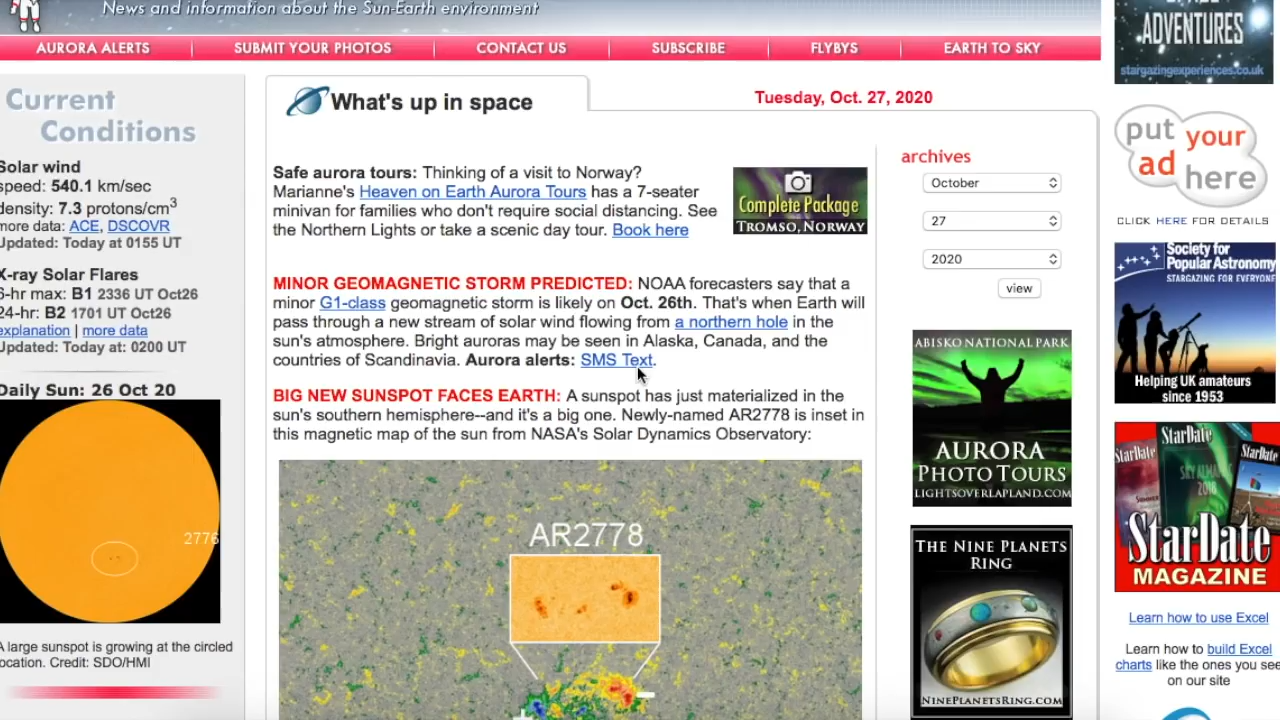 News and information about the Sun-Earth environment
AURORA ALERTS
SUBMIT YOUR PHOTOS
CONTACT US
SUBSCRIBE
FLYBYS
EARTH TO SKY
Current
Conditions
Solar wind
speed: 540.1 km/sec
density: 7.3 protons/cm3
more data: ACE, DSCOVR
Updated: Today at 0155 UT
X-ray Solar Flares
6-hr max: B1 2336 UT Oct26
24-hr: B2 1701 UT Oct26
explanation | more data
Updated: Today at: 0200 UT
Daily Sun: 26 Oct 20
2776
A large sunspot is growing at the circled
location. Credit: SDO/HMI
What's up in space
Tuesday, Oct. 27, 2020
Safe aurora tours: Thinking of a visit to Norway?
Marianne's Heaven on Earth Aurora Tours has a 7-seater
minivan for families who don't require social distancing. See
the Northern Lights or take a scenic day tour. Book here
Complete Package
TROMSO, NORWAY
MINOR GEOMAGNETIC STORM PREDICTED: NOAA forecasters say that a
minor G1-class geomagnetic storm is likely on Oct. 26th. That's when Earth will
pass through a new stream of solar wind flowing from a northern hole in the
sun's atmosphere. Bright auroras may be seen in Alaska, Canada, and the
countries of Scandinavia. Aurora alerts: SMS Text.
BIG NEW SUNSPOT FACES EARTH: A sunspot has just materialized in the
sun's southern hemisphere--and it's a big one. Newly-named AR2778 is inset in
this magnetic map of the sun from NASA's Solar Dynamics Observatory:
AR2778
archives
October
27
2020
view
ABISKO NATIONAL PARK
AURORA
PHOTO TOURS
LIGHTSOVERLAPLAND.COM
THE NINE PLANETS
RING
NINEPLANETSRING.COM
ADVENTURES
stargazingexperiences.co.uk
put your
ad here
CLICK HERE FOR DETAILS
Society for
Popular Astronomy
STARGAZING FOR EVERYONE
Helping UK amateurs
since 1953
StarDate
StarDate
StarDate
SKY ALMANAC
2018
StarDate
MAGAZINE
Learn how to use Excel
Learn how to build Excel
charts like the ones you see
on our site